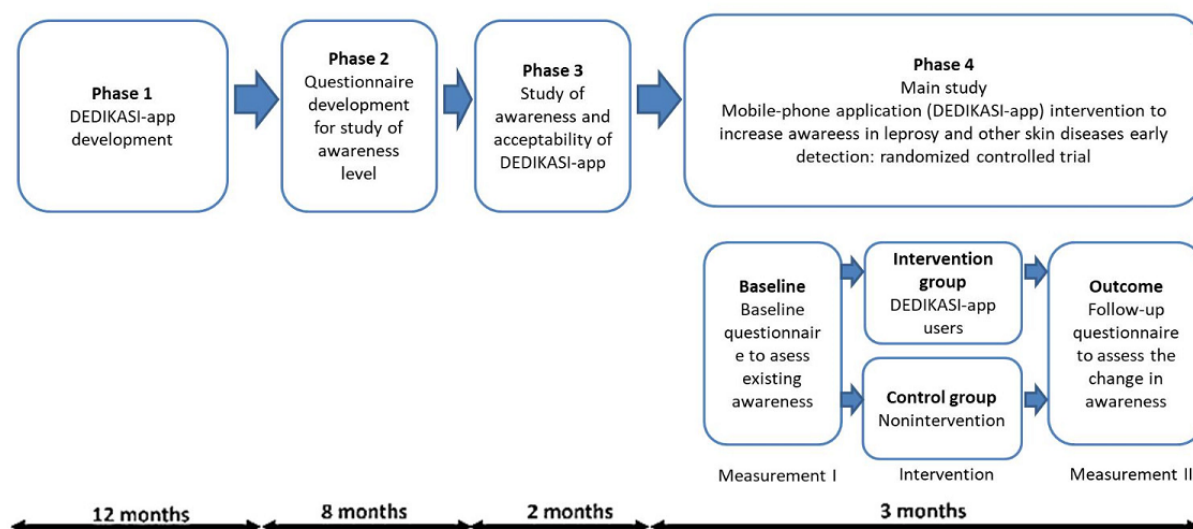 Phase 1
DEDIKASI-app
development
Phase 2
Questionnaire
development
for study of
awareness
level
Phase 3
Study of
awareness and
acceptability of
DEDIKASI-app
Phase 4
Main study
Mobile-phone application (DEDIKASI-app) intervention to
increase awareess in leprosy and other skin diseases early
detection: randomized controlled trial
Baseline
Baseline
questionnair
e to asess
existing
awareness
Intervention
group
DEDIKASI-app
users
Control group
Nonintervention
Outcome
Follow-up
questionnaire
to assess the
change in
awareness
Measurement I
Intervention
Measurement II
12 months
8 months
2 months
3 months